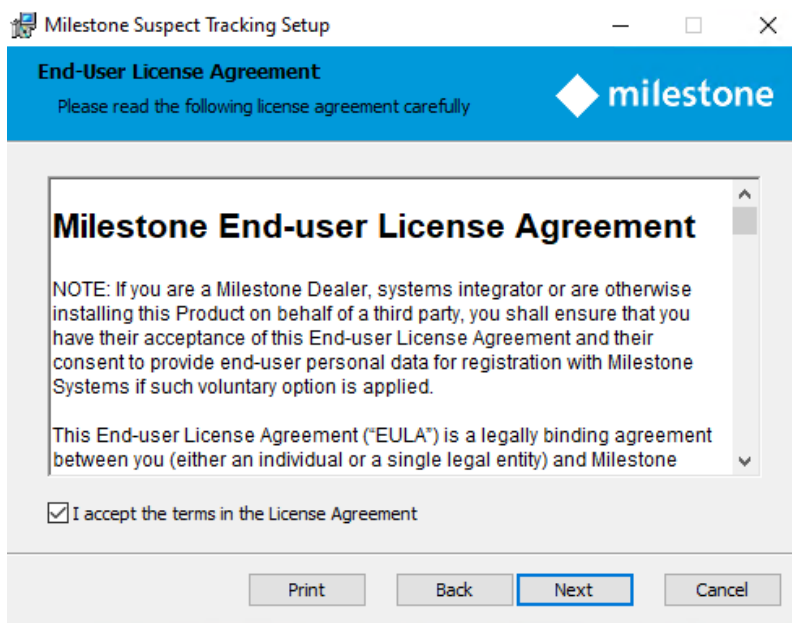 Milestone Suspect Tracking Setup
End-User License Agreement
Please read the following license agreement carefully
milestone
Milestone End-user License Agreement
NOTE: If you are a Milestone Dealer, systems integrator or are otherwise
installing this Product on behalf of a third party, you shall ensure that you
have their acceptance of this End-user License Agreement and their
consent to provide end-user personal data for registration with Milestone
Systems if such voluntary option is applied.
This End-user License Agreement (“EULA”) is a legally binding agreement
between you (either an individual or a single legal entity) and Milestone
I accept the terms in the License Agreement
Print
Back
Next
Cancel